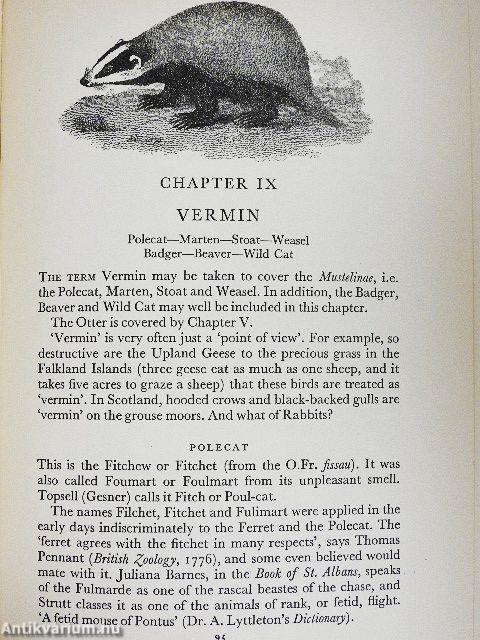 CHAPTER IX
VERMIN
Polecat—Marten—Stoat—Weasel
Badger—Beaver—Wild Cat
THE TERM Vermin may be taken to cover the Mustelinae, i.e.
the Polecat, Marten, Stoat and Weasel. In addition, the Badger,
Beaver and Wild Cat may well be included in this chapter.
The Otter is covered by Chapter V.
'Vermin' is very often just a 'point of view'. For example, so
destructive are the Upland Geese to the precious grass in the
Falkland Islands (three geese eat as much as one sheep, and it
takes five acres to graze a sheep) that these birds are treated as
'vermin'. In Scotland, hooded crows and black-backed gulls are
'vermin' on the grouse moors. And what of Rabbits?
POLECAT
This is the Fitchew or Fitchet (from the O.Fr. fissau). It was
also called Foumart or Foulmart from its unpleasant smell.
Topsell (Gesner) calls it Fitch or Poul-cat.
The names Filchet, Fitchet and Fulimart were applied in the
early days indiscriminately to the Ferret and the Polecat. The
'ferret agrees with the fitchet in many respects', says Thomas
Pennant (British Zoology, 1776), and some even believed would
mate with it. Juliana Barnes, in the Book of St. Albans, speaks
of the Fulmarde as one of the rascal beastes of the chase, and
Strutt classes it as one of the animals of rank, or fetid, flight.
'A fetid mouse of Pontus' (Dr. A. Lyttleton's Dictionary).
Antikvarium.hu